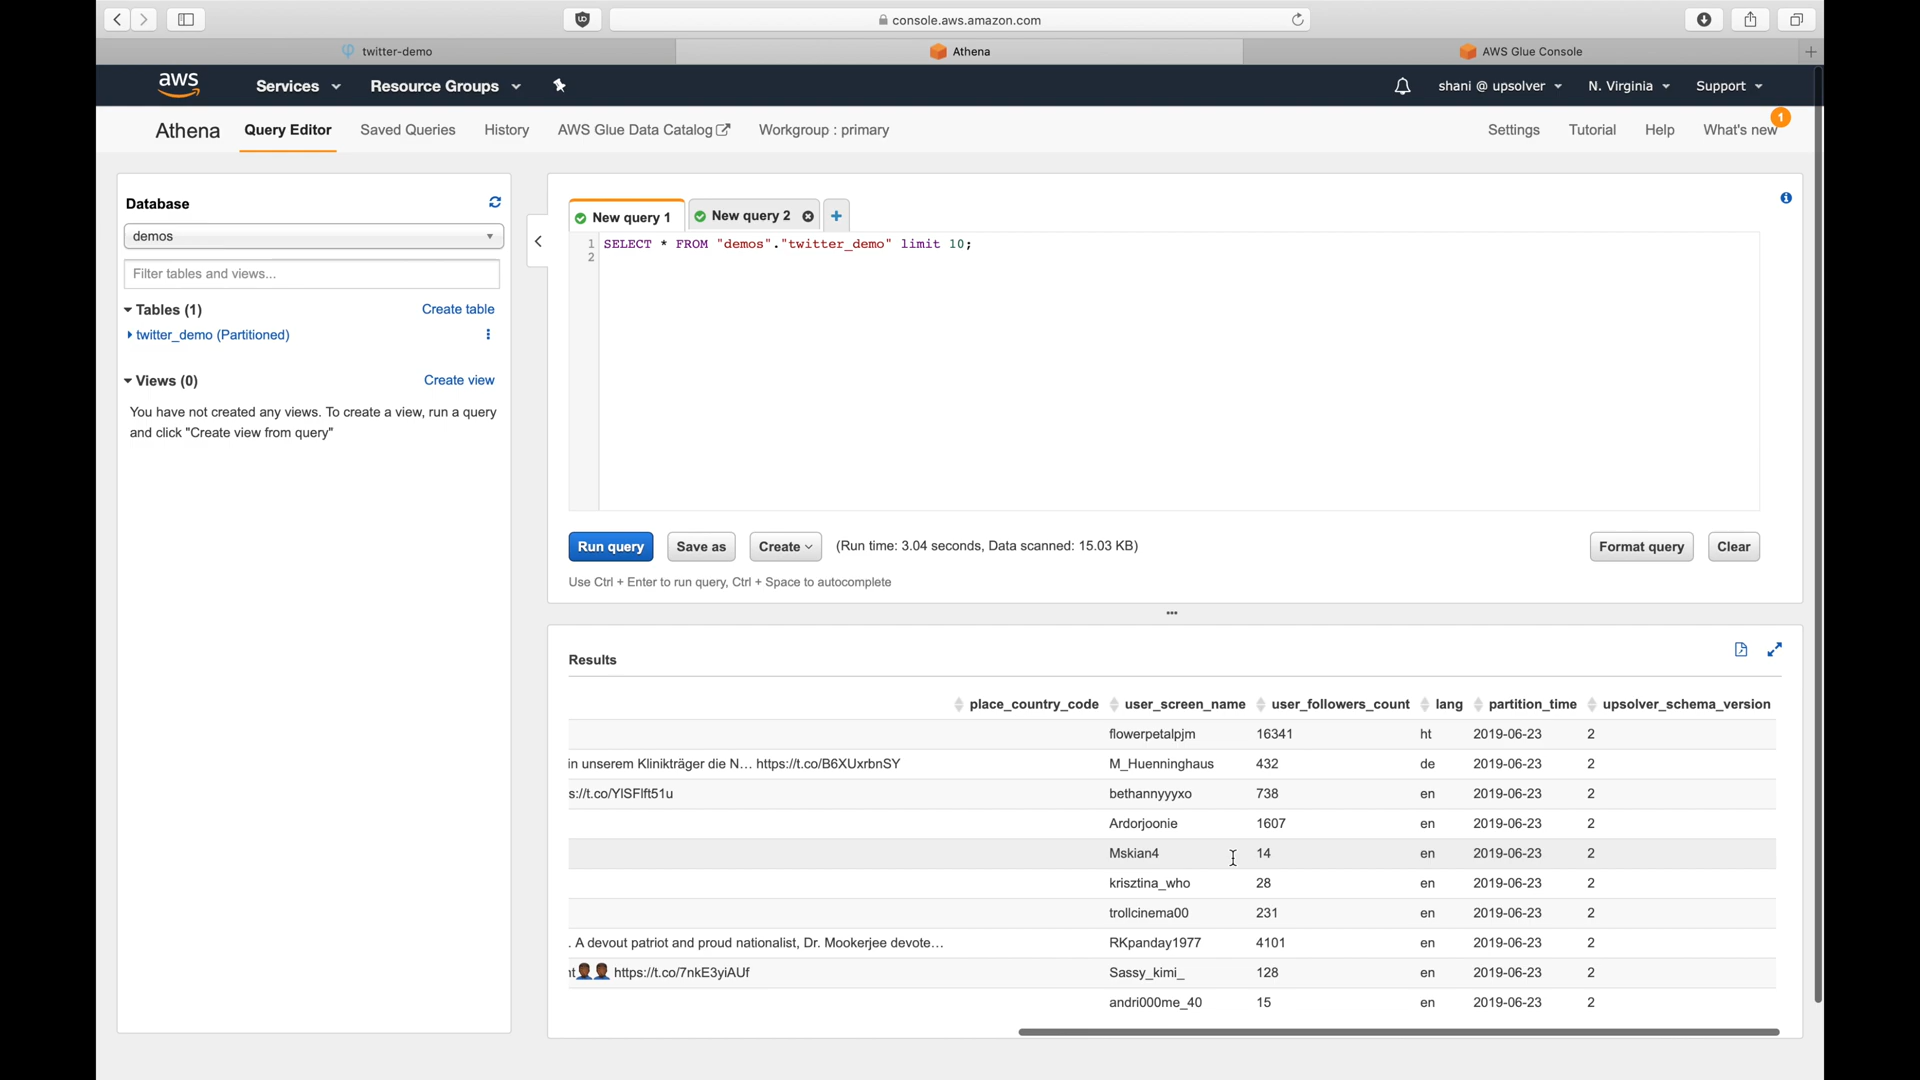 console.aws.amazon.com
twitter-demo
Athena
AWS Glue Console
aws Services Resource Groups shani @ upsolver N. Virginia Support
Athena Query Editor Saved Queries History AWS Glue Data Catalog Workgroup : primary Settings Tutorial Help What's new 1
Database
demos
Filter tables and views...
Tables (1) Create table
twitter_demo (Partitioned)
Views (0) Create view
You have not created any views. To create a view, run a query
and click "Create view from query"
New query 1 New query 2
1 SELECT * FROM "demos"."twitter_demo" limit 10;
2
Run query Save as Create (Run time: 3.04 seconds, Data scanned: 15.03 KB) Format query Clear
Use Ctrl + Enter to run query, Ctrl + Space to autocomplete
Results
place_country_code user_screen_name user_followers_count lang partition_time upsolver_schema_version
flowerpetalpjm 16341 ht 2019-06-23 2
in unserem Klinikträger die N… https://t.co/B6XUxrbnSY M_Huenninghaus 432 de 2019-06-23 2
s://t.co/YlSFlft51u bethannyyyxo 738 en 2019-06-23 2
Ardorjoonie 1607 en 2019-06-23 2
Mskian4 14 en 2019-06-23 2
krisztina_who 28 en 2019-06-23 2
trollcinema00 231 en 2019-06-23 2
. A devout patriot and proud nationalist, Dr. Mookerjee devote… RKpanday1977 4101 en 2019-06-23 2
nt🤦🏿🤦🏿 https://t.co/7nkE3yiAUf Sassy_kimi_ 128 en 2019-06-23 2
andri000me_40 15 en 2019-06-23 2